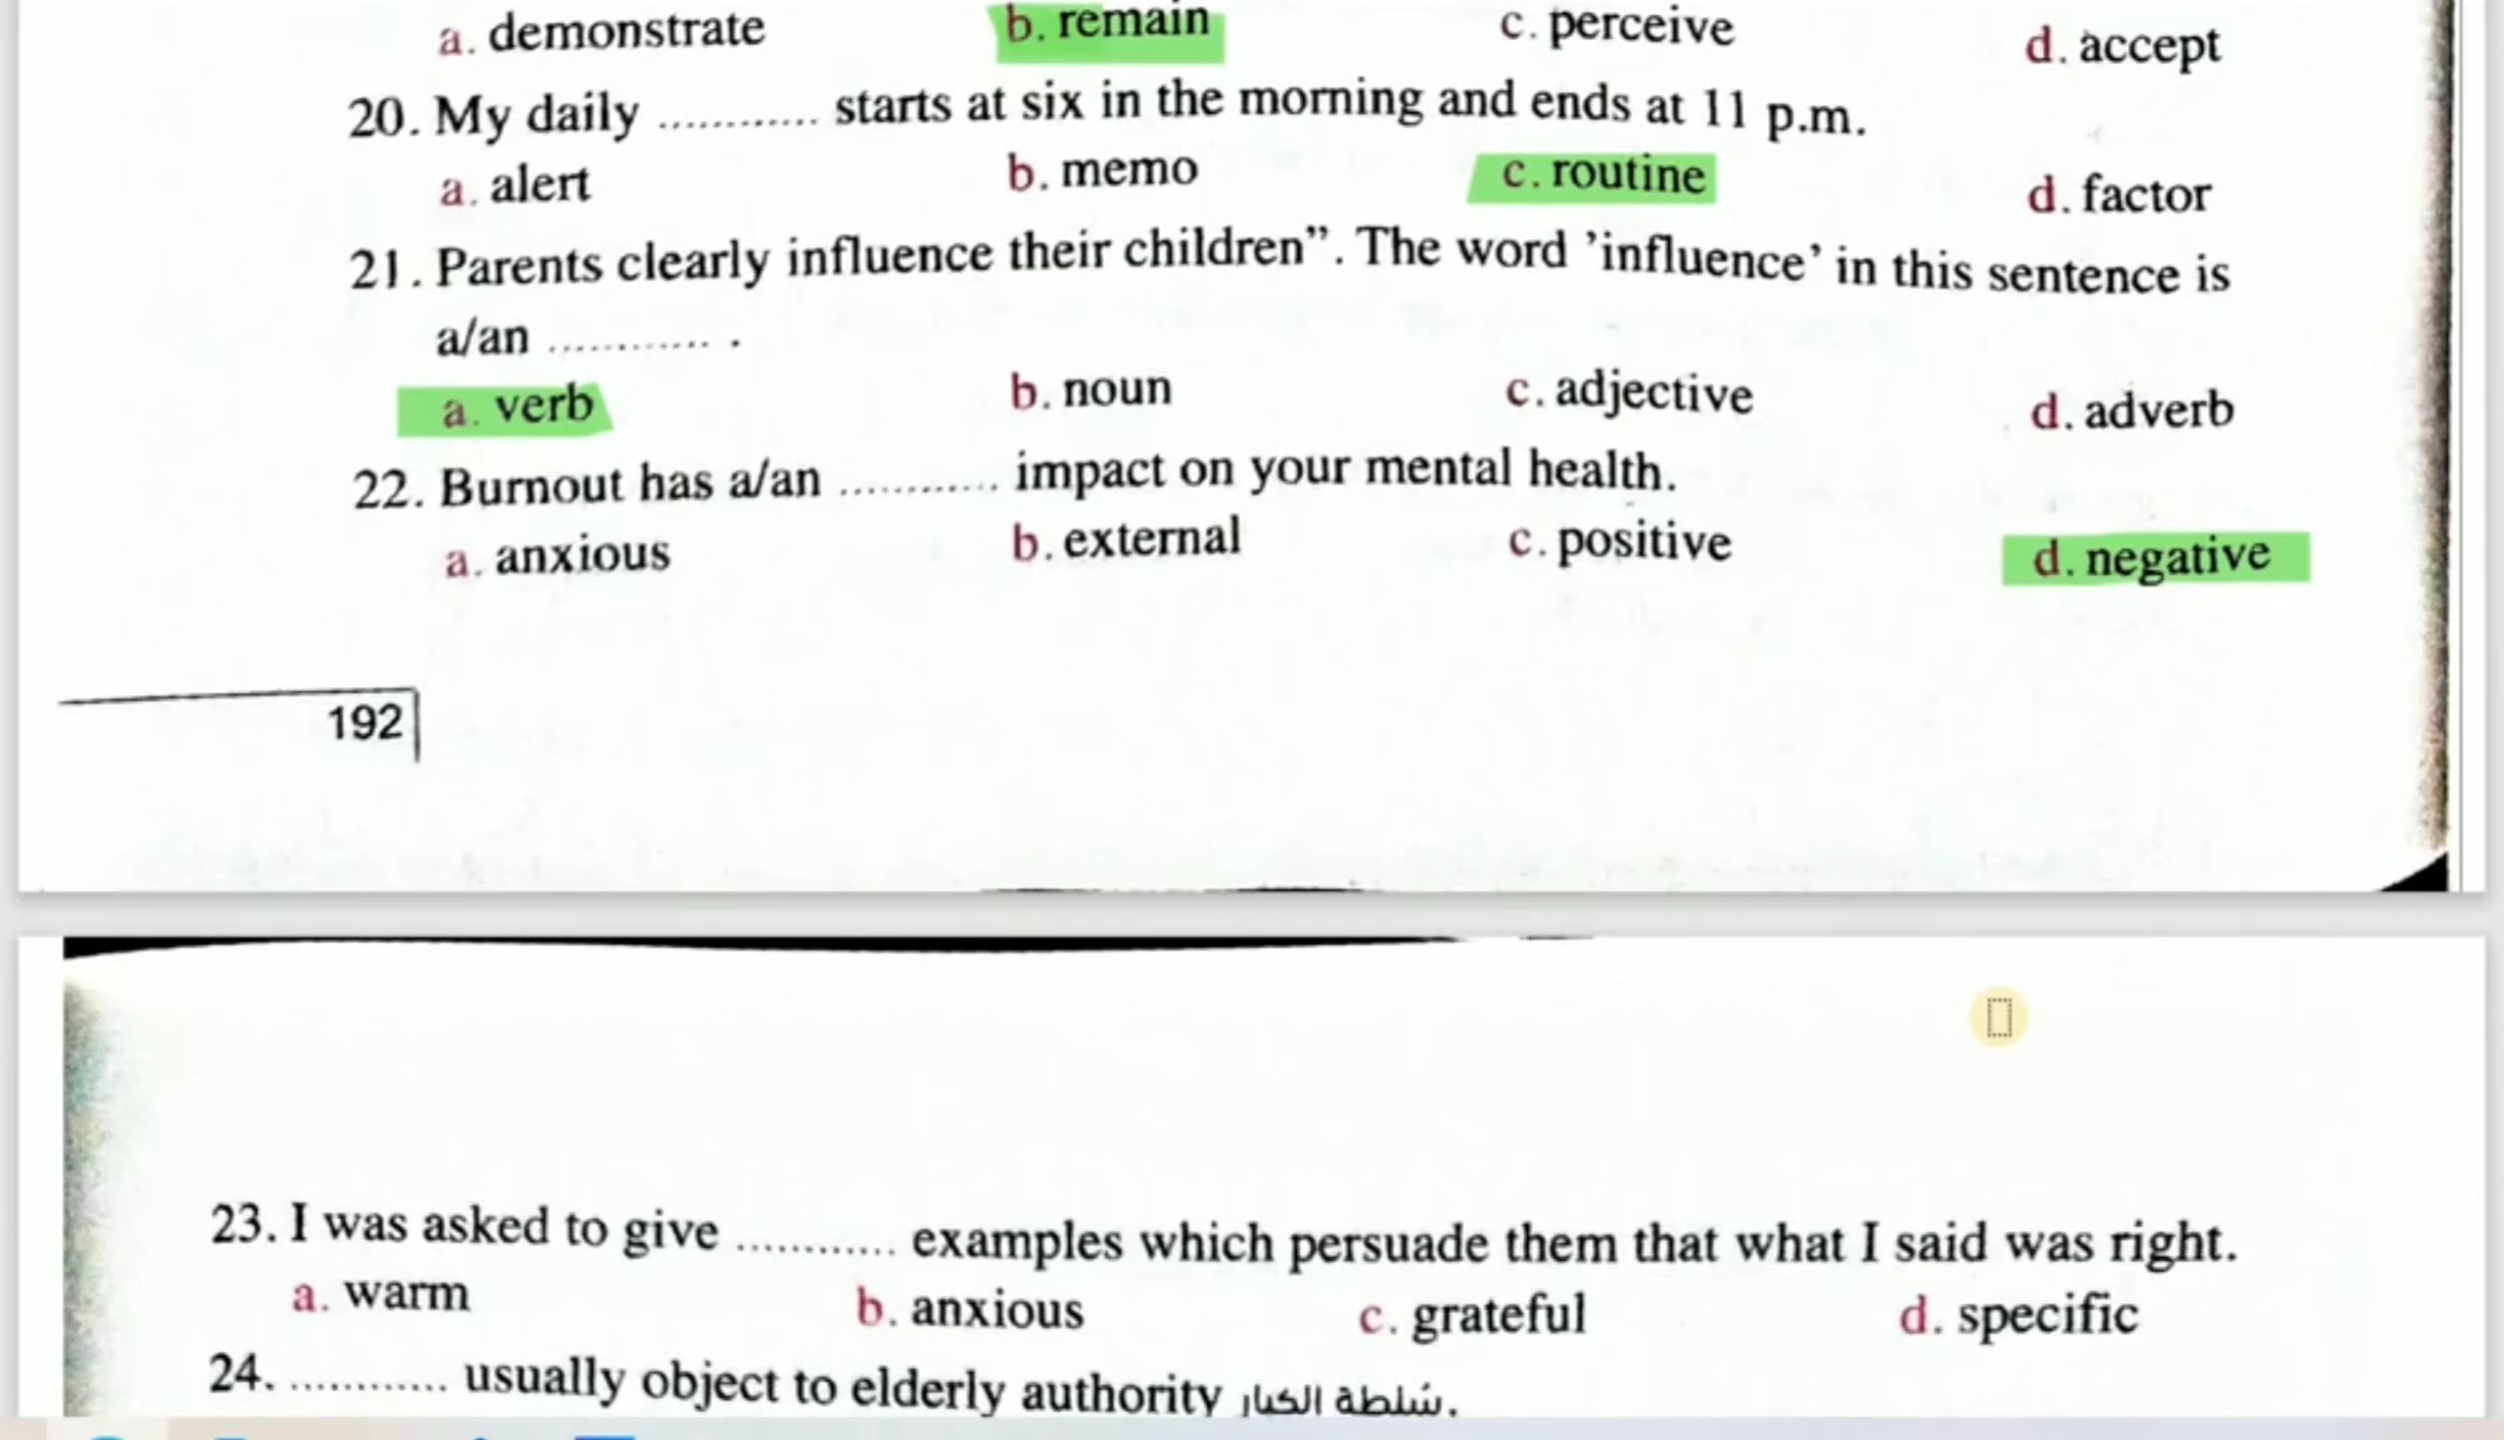 a. demonstrate b. remain c. perceive d. accept
20. My daily ............ starts at six in the morning and ends at 11 p.m.
a. alert b. memo c. routine d. factor
21. Parents clearly influence their children”. The word ’influence’ in this sentence is
a/an ............ .
a. verb b. noun c. adjective d. adverb
22. Burnout has a/an ............ impact on your mental health.
a. anxious b. external c. positive d. negative
192
23. I was asked to give ............ examples which persuade them that what I said was right.
a. warm b. anxious c. grateful d. specific
24. ............ usually object to elderly authority سُلطة الكبار.